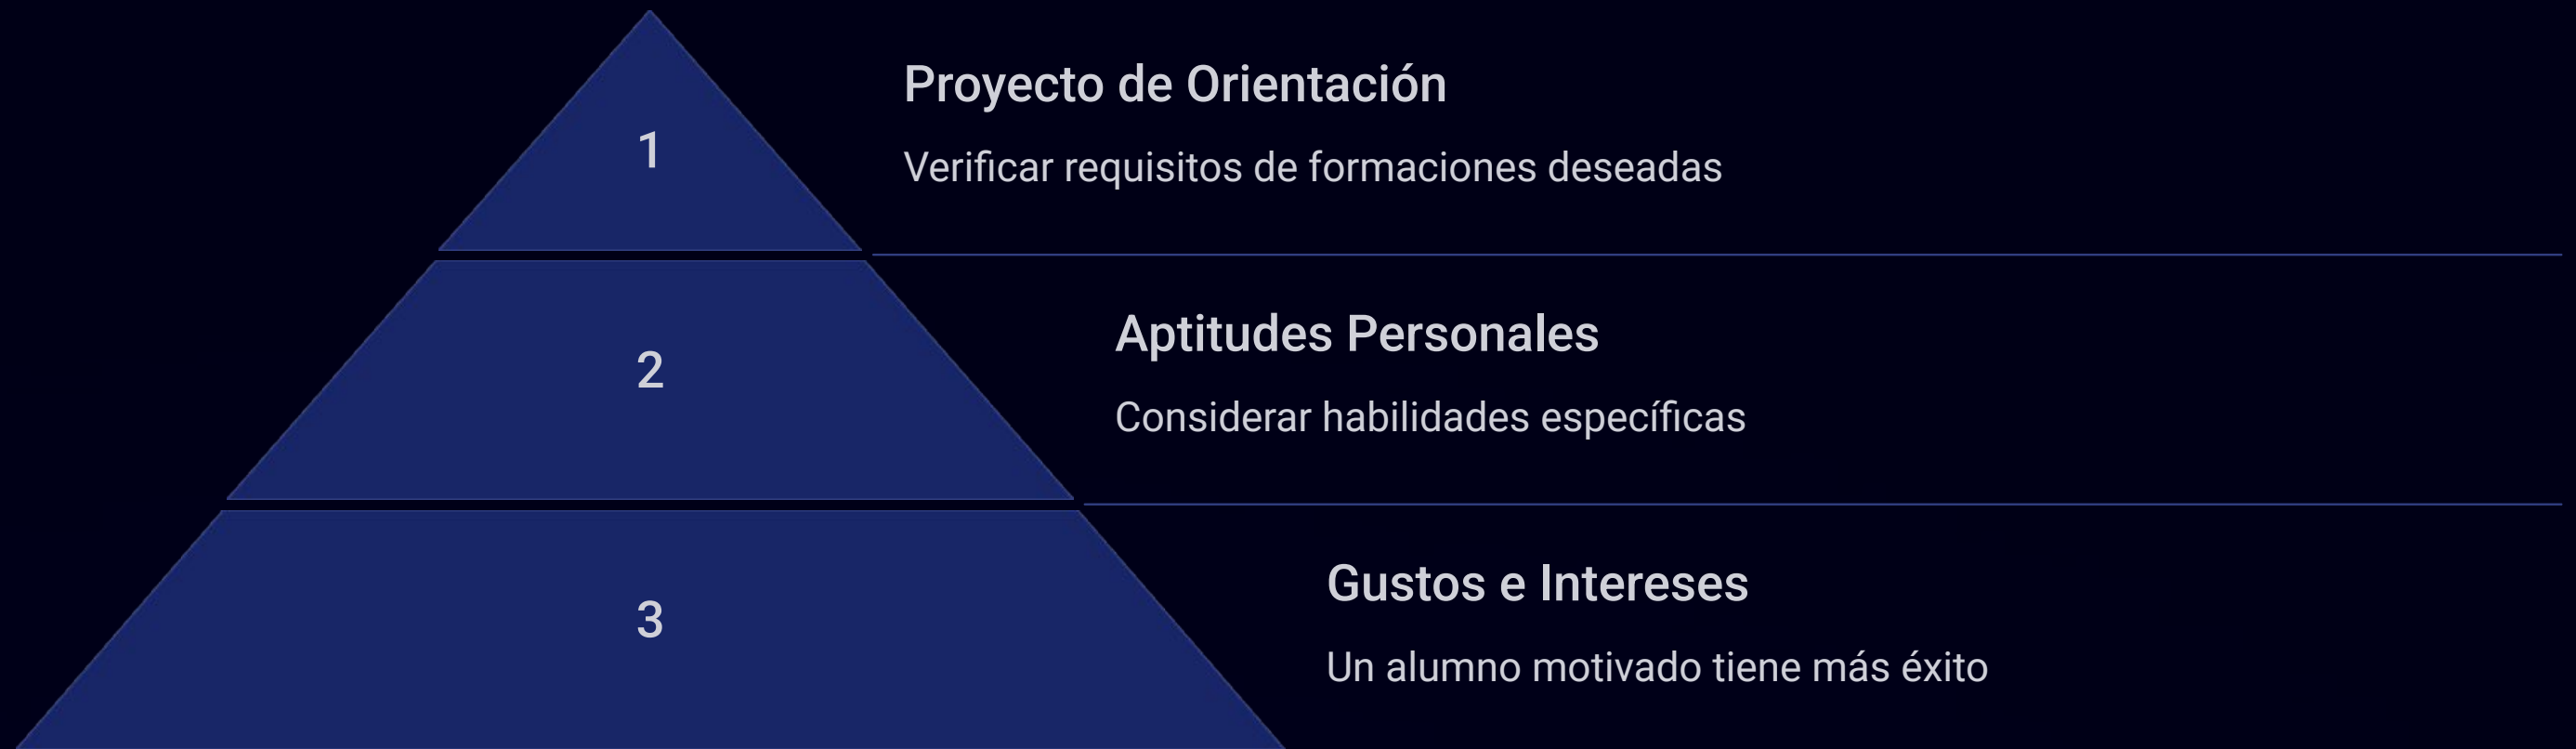 1
Proyecto de Orientación
Verificar requisitos de formaciones deseadas
2
Aptitudes Personales
Considerar habilidades específicas
3
Gustos e Intereses
Un alumno motivado tiene más éxito